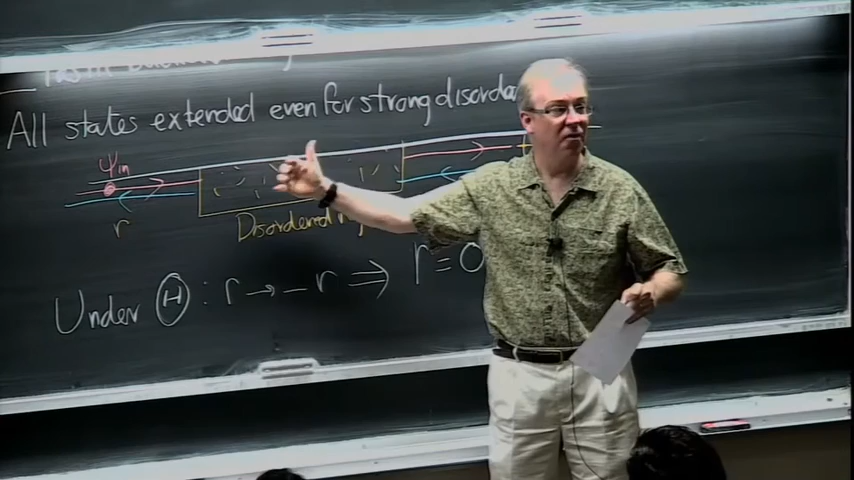 All states extended even for strong disorder
ψin
r
Disordered
Under Θ : r → − r ⇒ r = 0